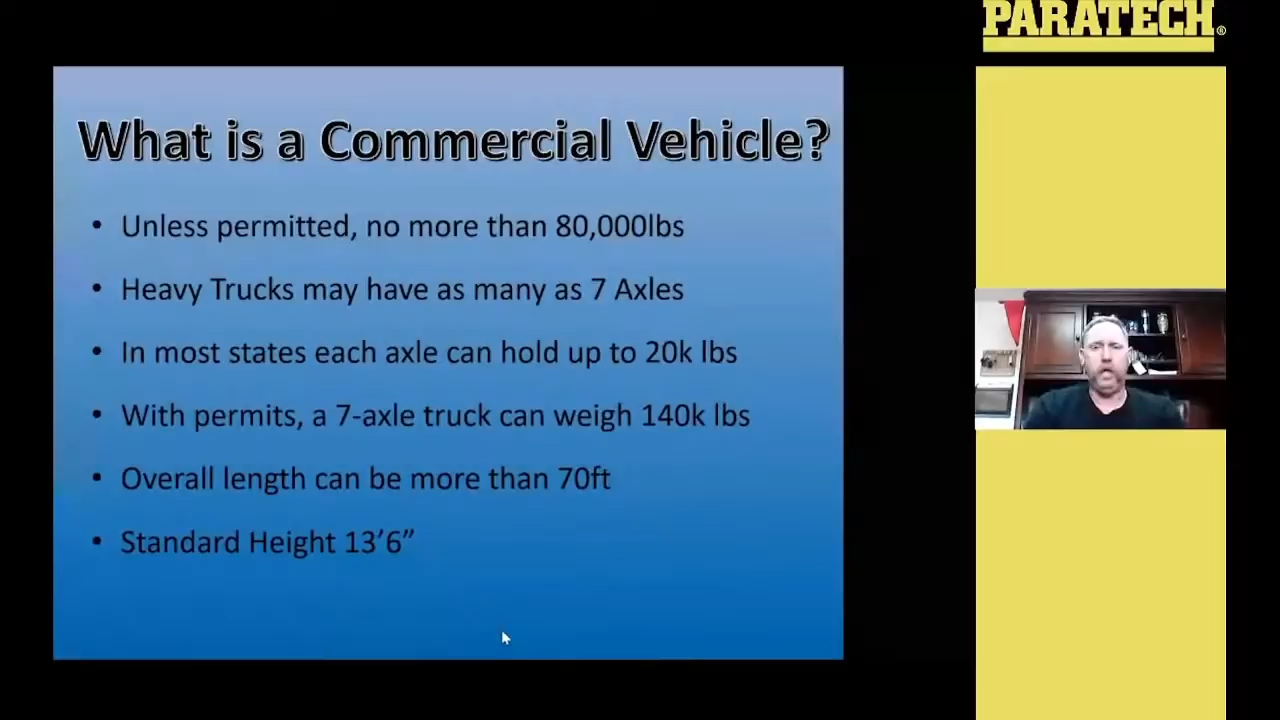 PARATECH®
What is a Commercial Vehicle?
• Unless permitted, no more than 80,000lbs
• Heavy Trucks may have as many as 7 Axles
• In most states each axle can hold up to 20k lbs
• With permits, a 7-axle truck can weigh 140k lbs
• Overall length can be more than 70ft
• Standard Height 13’6”